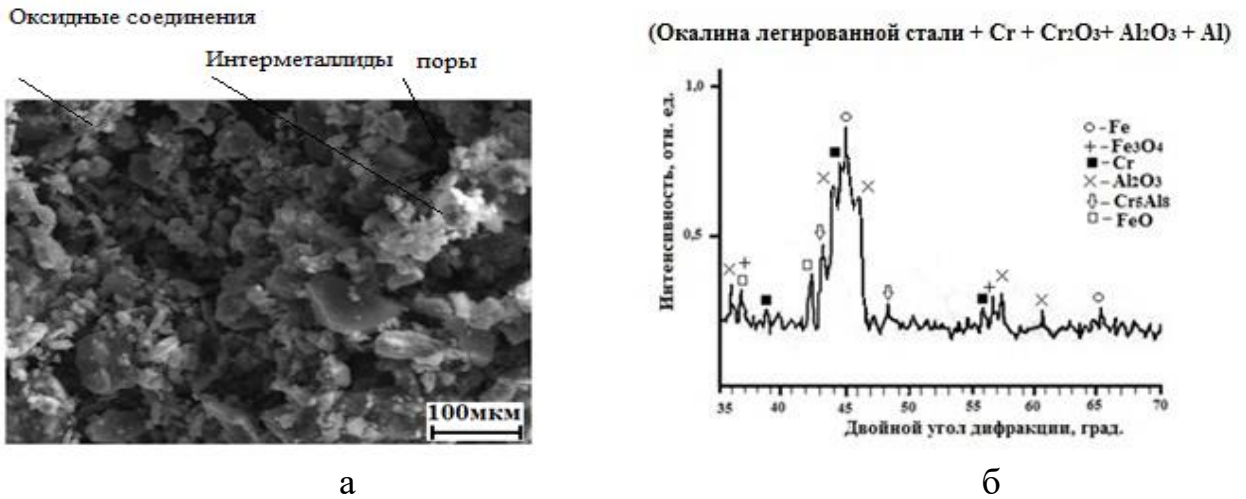 Оксидные соединения
Интерметаллиды поры
100мкм
а
(Окалина легированной стали + Cr + Cr2O3+ Al2O3 + Al)
Интенсивность, отн. ед.
1,0
0,5
○ - Fe
+ - Fe3O4
■ - Cr
× - Al2O3
⇩ - Cr5Al8
□ - FeO
35 40 45 50 55 60 65 70
Двойной угол дифракции, град.
б